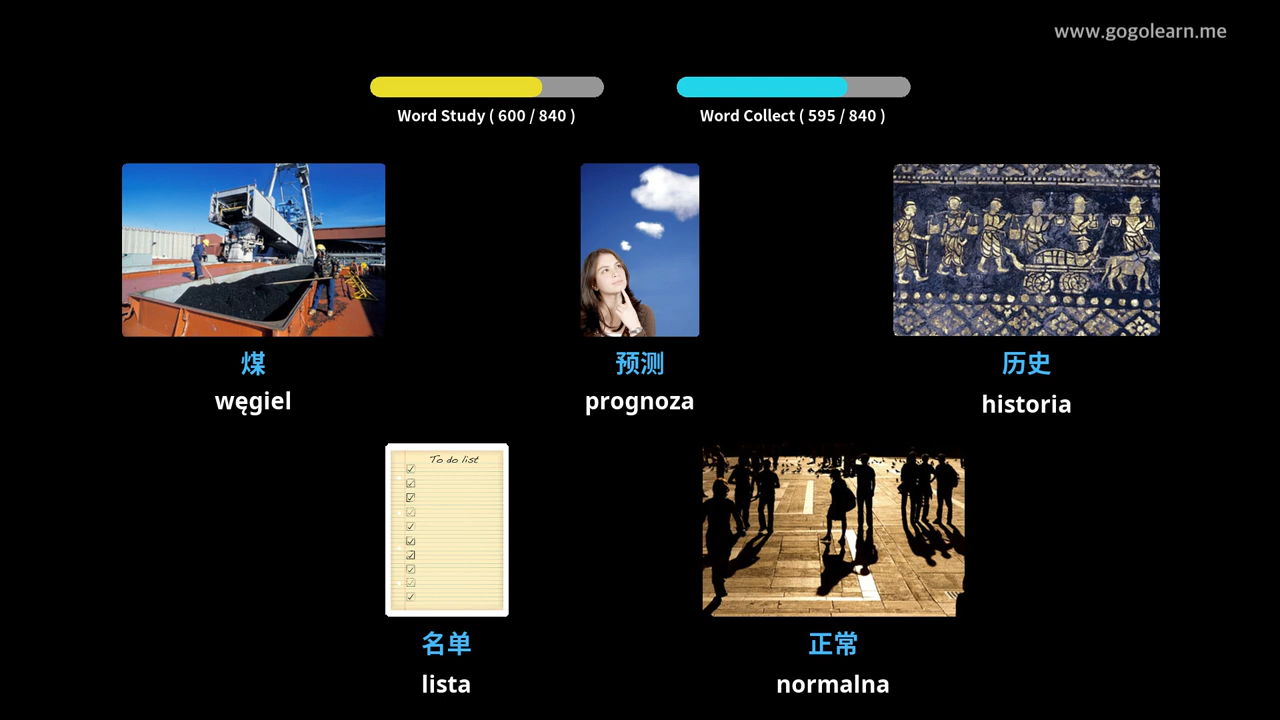 www.gogolearn.me
Word Study ( 600 / 840 )
Word Collect ( 595 / 840 )
煤
węgiel
预测
prognoza
历史
historia
To do list
名单
lista
正常
normalna